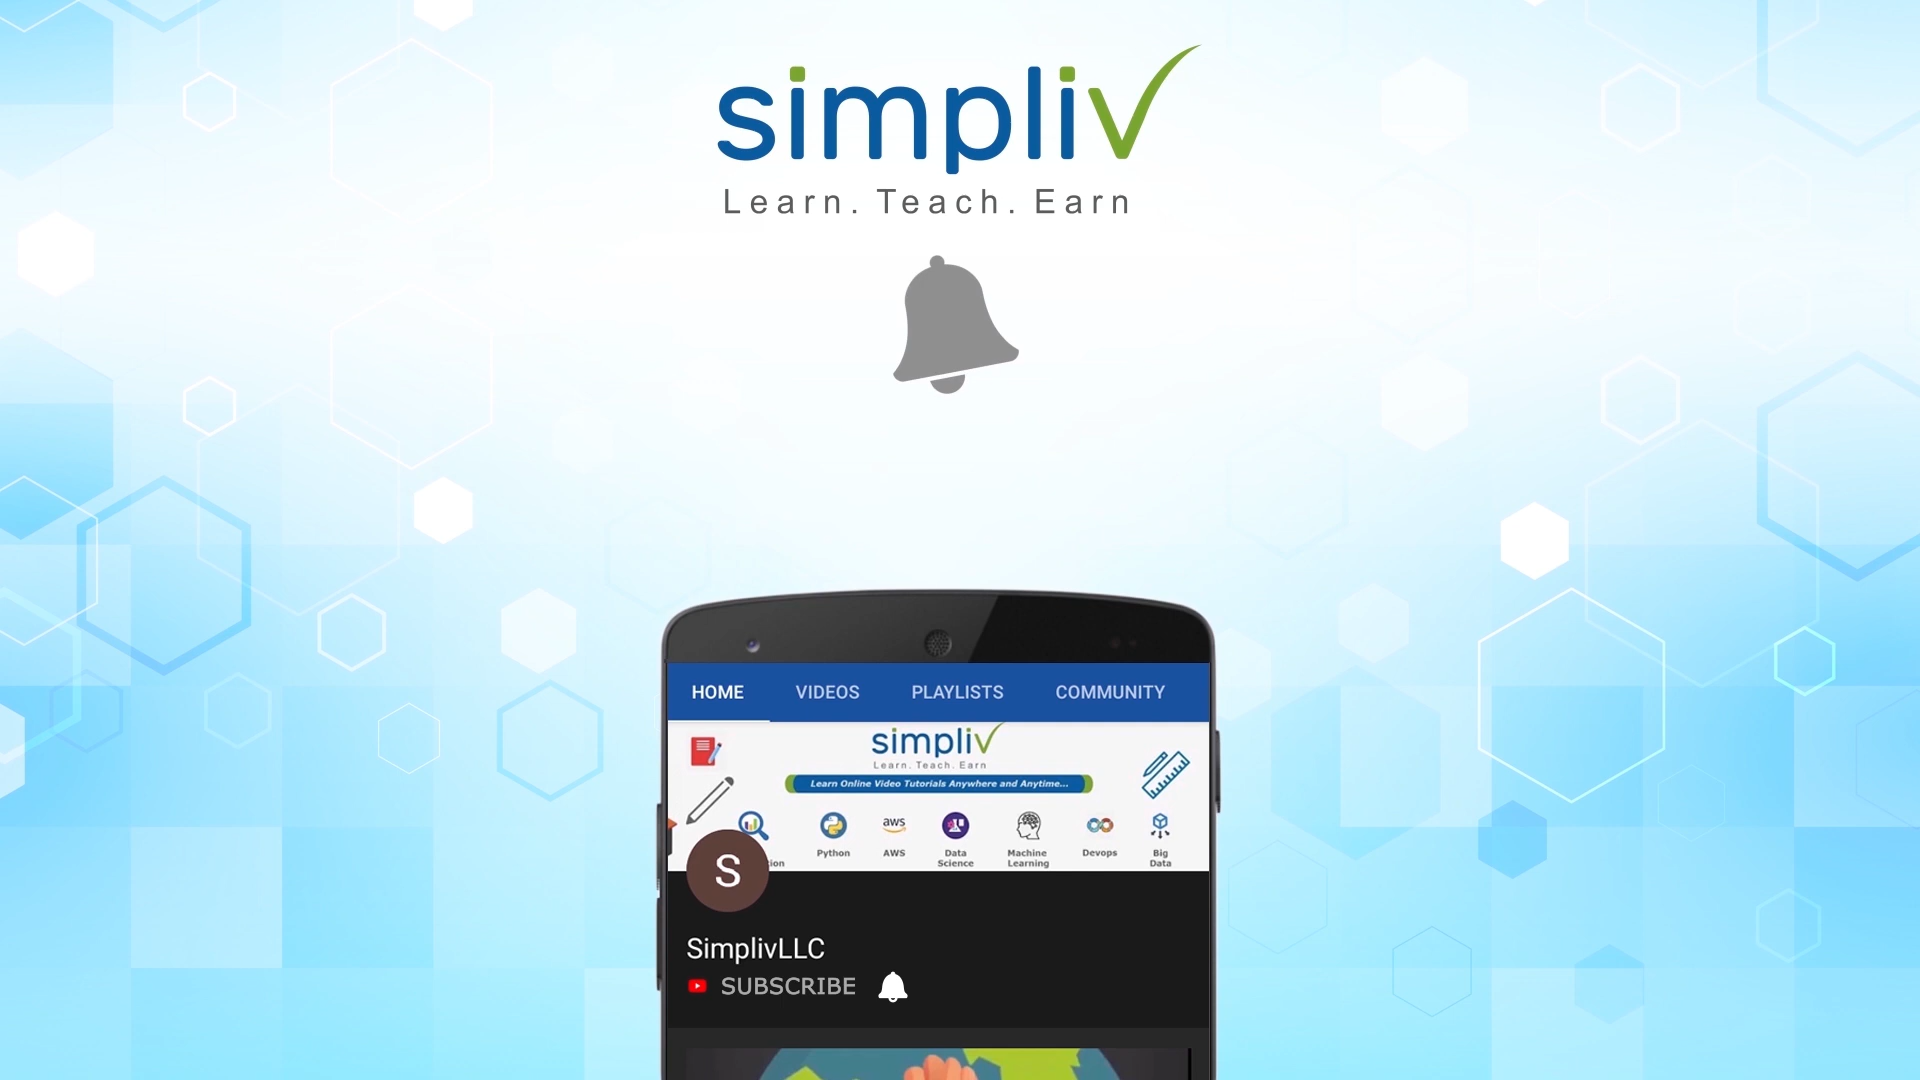 simpliv
Learn. Teach. Earn
HOME VIDEOS PLAYLISTS COMMUNITY
simpliv
Learn. Teach. Earn
Learn Online Video Tutorials Anywhere and Anytime...
aws
Python AWS Data Science Machine Learning Devops Big Data
S
SimplivLLC
SUBSCRIBE